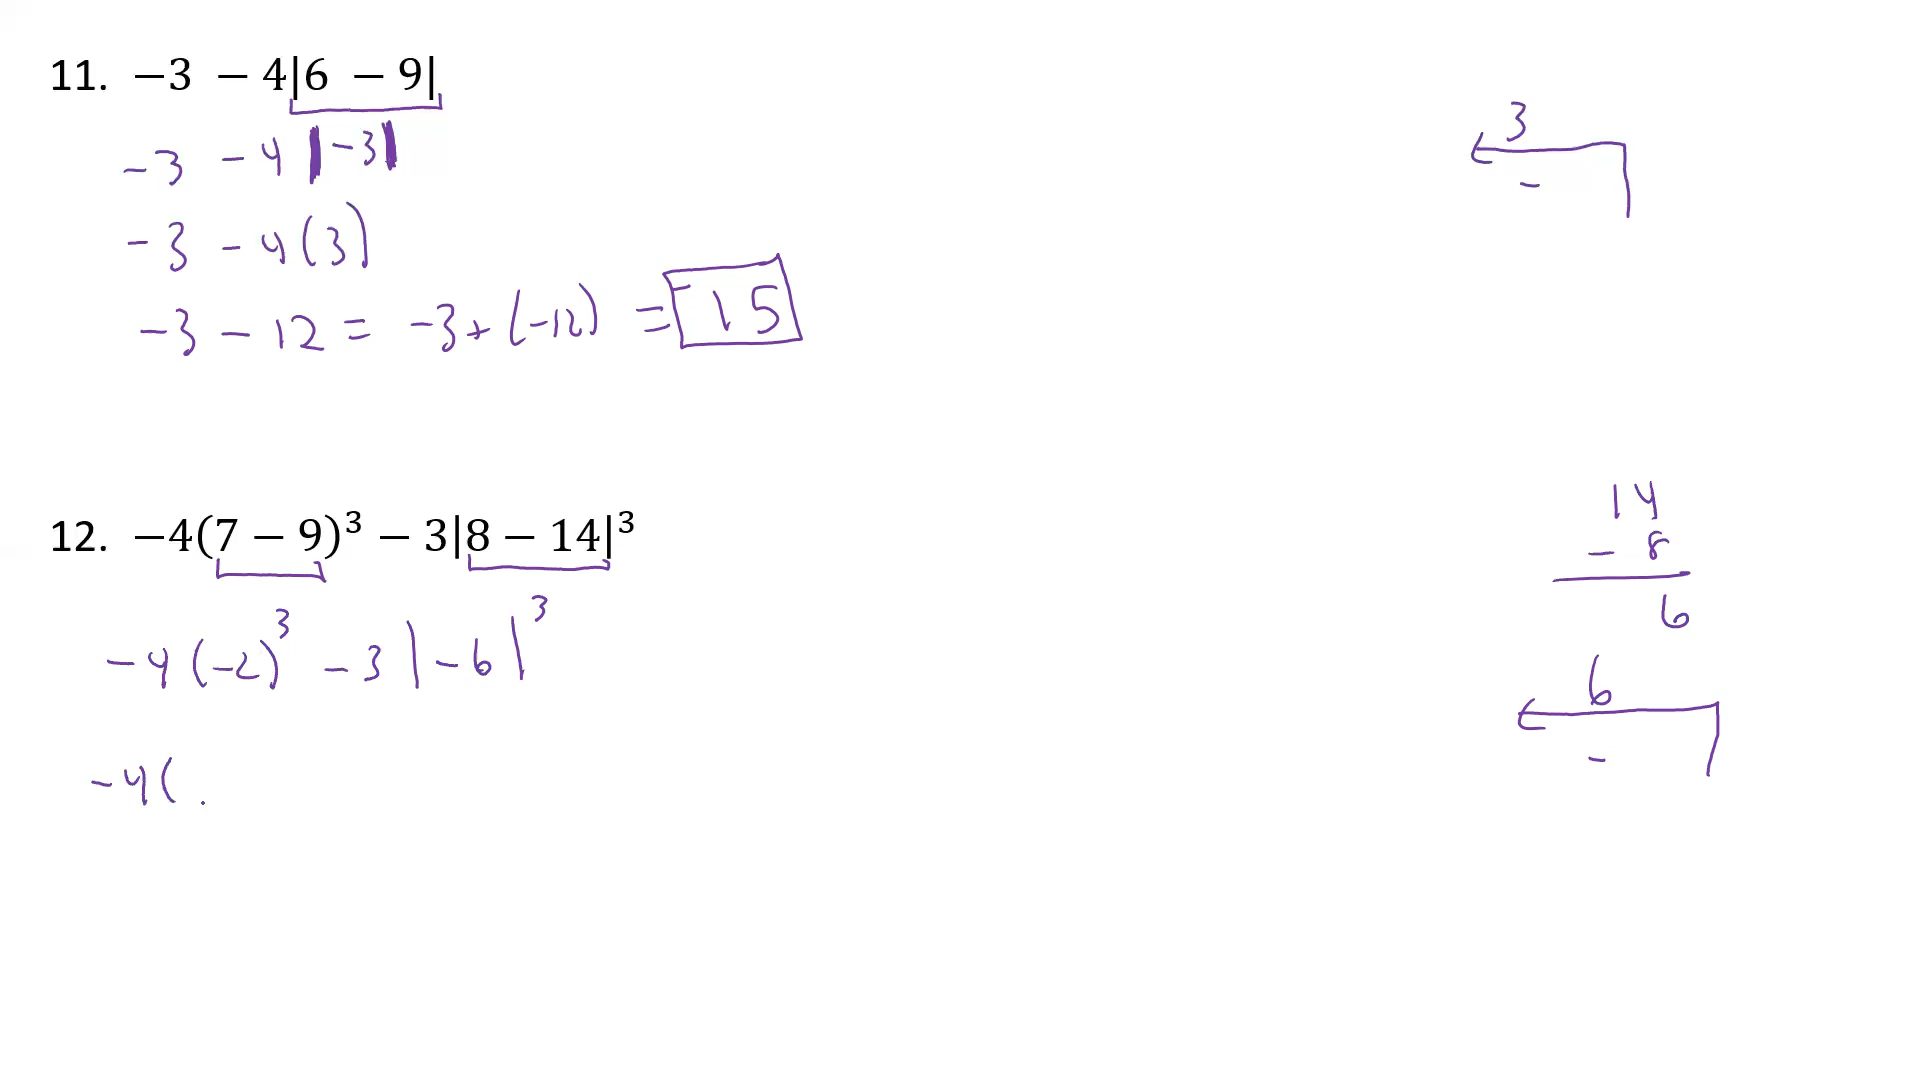 11. −3 − 4|6 − 9|
−3 − 4|−3|
−3 − 4(3)
−3 − 12 = −3 + (−12) = −15
3
−
12. −4(7 − 9)³ − 3|8 − 14|³
−4(−2)³ − 3|−6|³
−4(
14
− 8
6
6
−